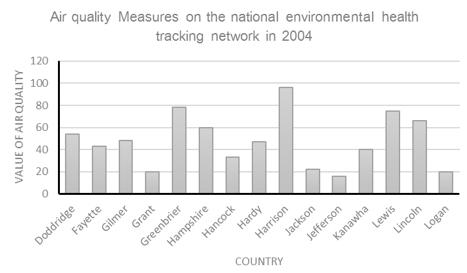 Air quality Measures on the national environmental health
tracking network in 2004
VALUE OF AIR QUALITY
120
100
80
60
40
20
0
Doddridge
Fayette
Gilmer
Grant
Greenbrier
Hampshire
Hancock
Hardy
Harrison
Jackson
Jefferson
Kanawha
Lewis
Lincoln
Logan
COUNTRY